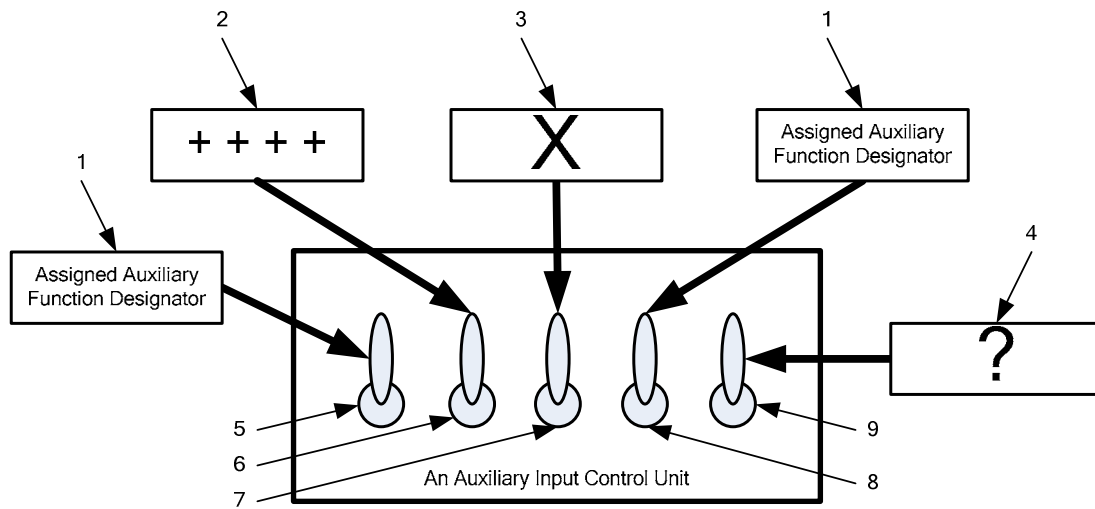 2
3
1
+ + + +
X
Assigned Auxiliary
Function Designator
1
4
Assigned Auxiliary
Function Designator
?
5
9
6
8
7
An Auxiliary Input Control Unit